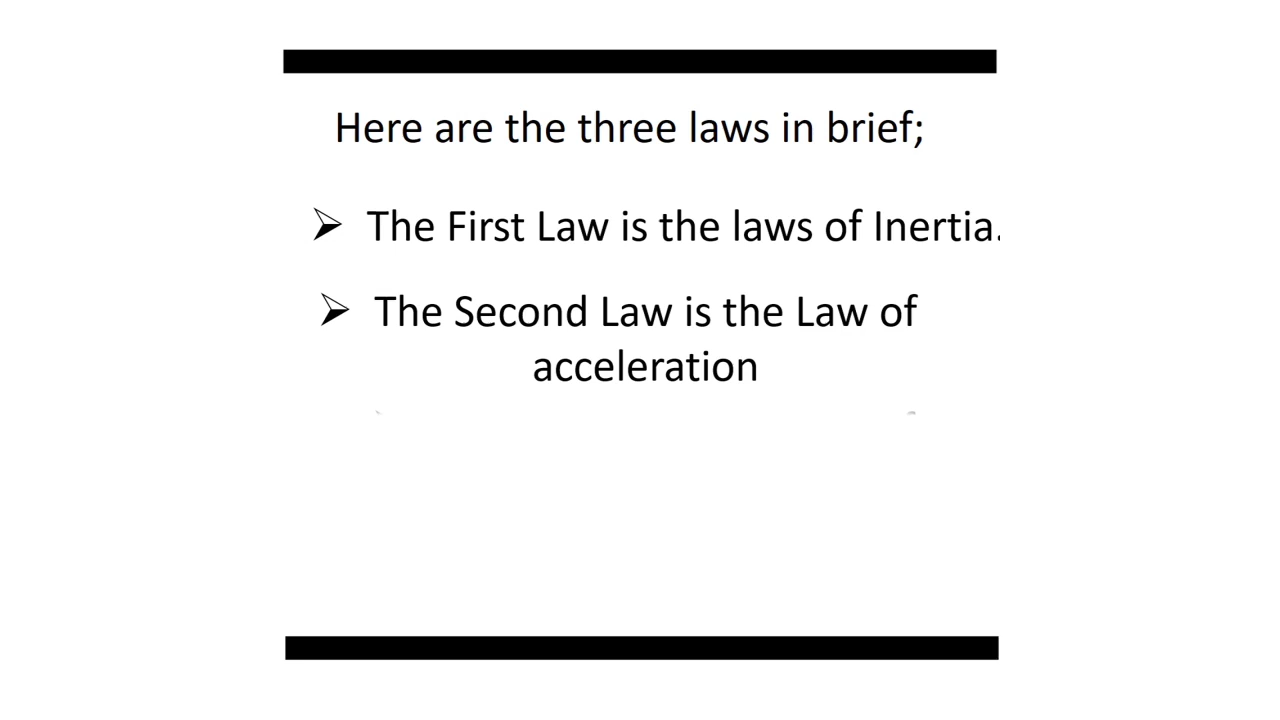 Here are the three laws in brief;
➢ The First Law is the laws of Inertia.
➢ The Second Law is the Law of
acceleration